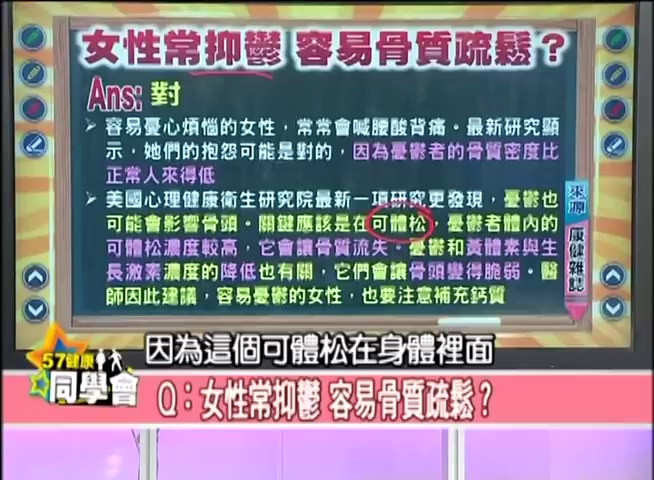 女性常抑鬱 容易骨質疏鬆？
Ans: 對
容易憂心煩惱的女性，常常會喊腰酸背痛。最新研究顯
示，她們的抱怨可能是對的，因為憂鬱者的骨質密度比
正常人來得低
美國心理健康衛生研究院最新一項研究更發現，憂鬱也
可能會影響骨頭。關鍵應該是在可體松，憂鬱者體內的
可體松濃度較高，它會讓骨質流失。憂鬱和黃體素與生
長激素濃度的降低也有關，它們會讓骨頭變得脆弱。醫
師因此建議，容易憂鬱的女性，也要注意補充鈣質
來源
康健雜誌
因為這個可體松在身體裡面
57健康
同學會
Q：女性常抑鬱 容易骨質疏鬆？